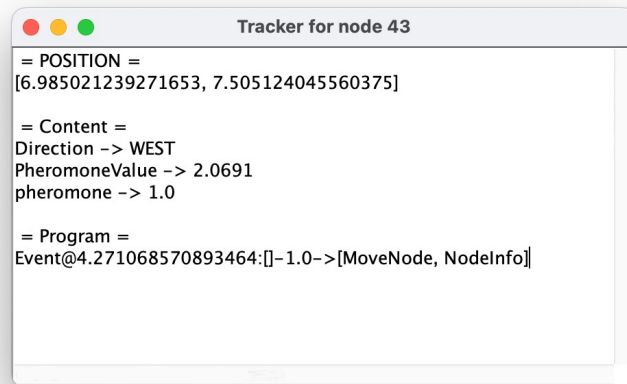 Tracker for node 43
= POSITION =
[6.985021239271653, 7.505124045560375]
= Content =
Direction -> WEST
PheromoneValue -> 2.0691
pheromone -> 1.0
= Program =
Event@4.271068570893464:[]-1.0->[MoveNode, NodeInfo]